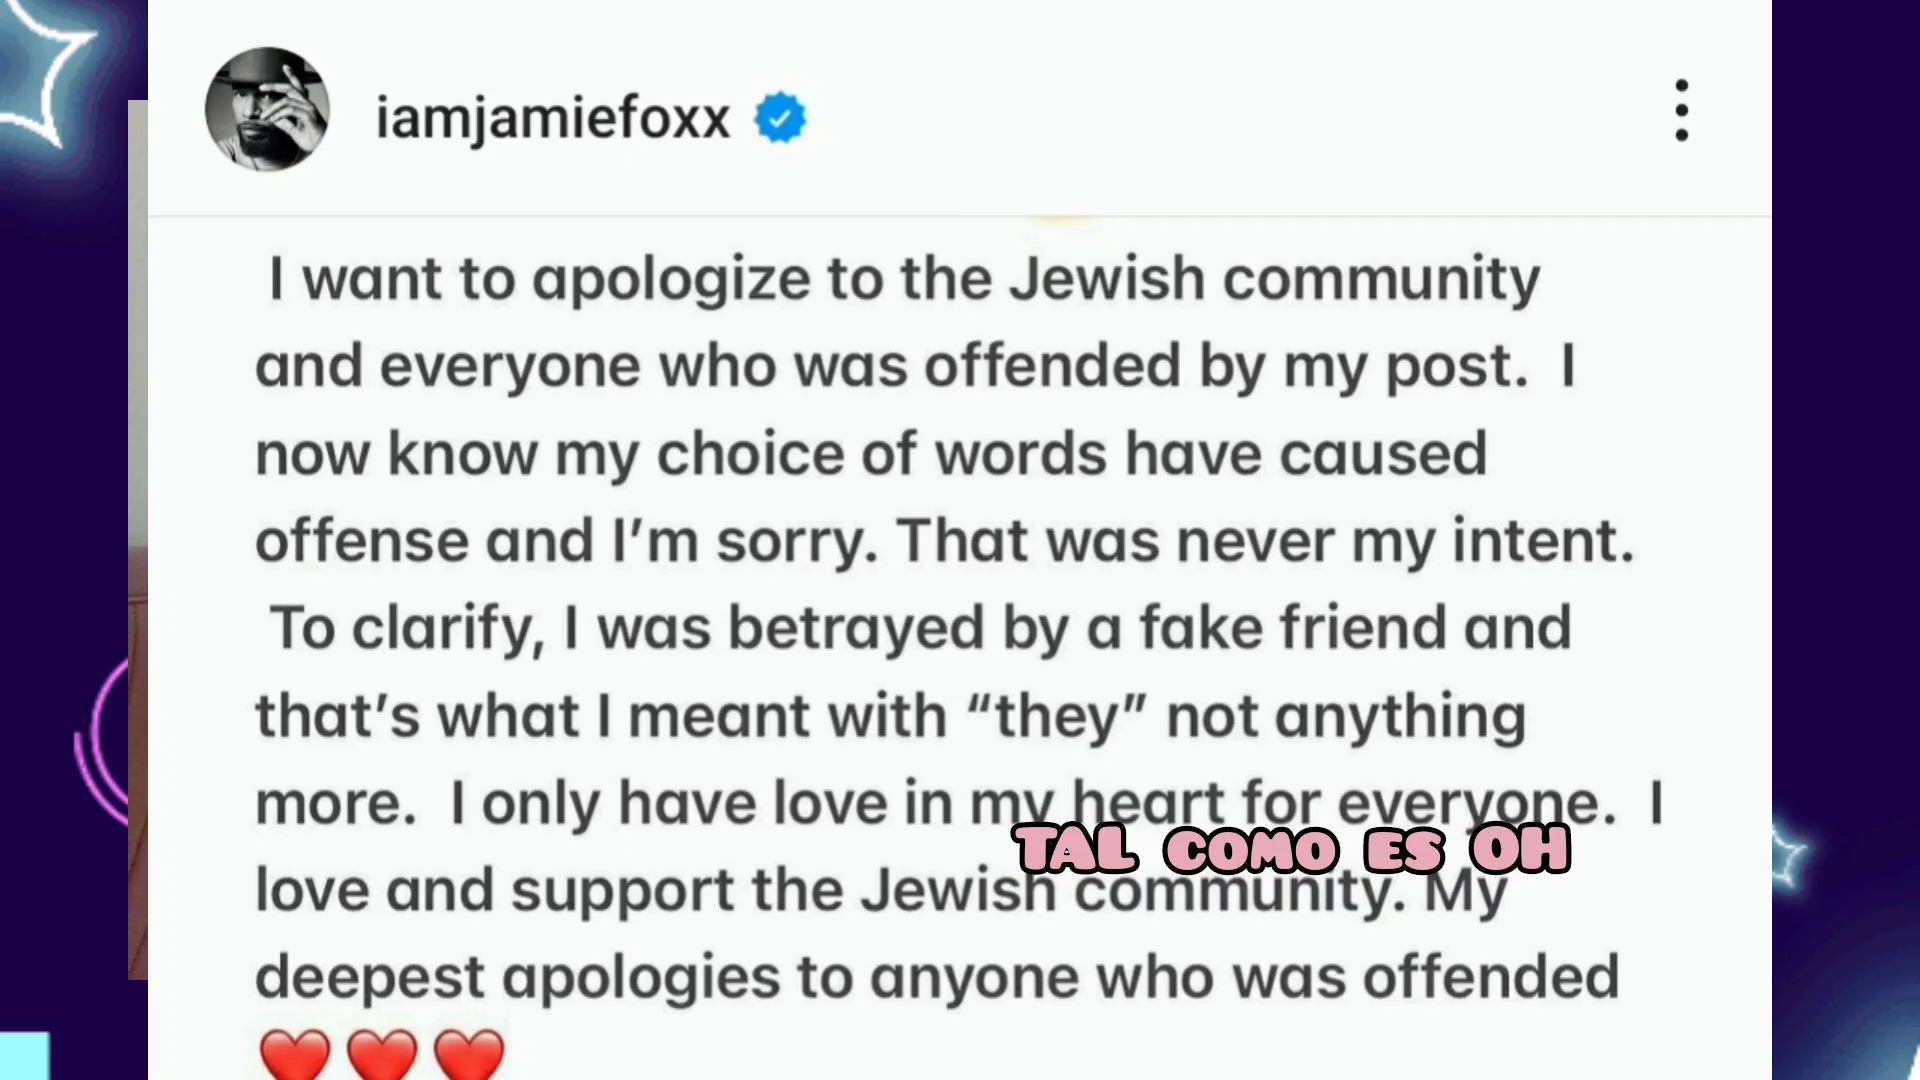 iamjamiefoxx
I want to apologize to the Jewish community
and everyone who was offended by my post. I
now know my choice of words have caused
offense and I’m sorry. That was never my intent.
To clarify, I was betrayed by a fake friend and
that’s what I meant with “they” not anything
more. I only have love in my heart for everyone. I
TAL COMO ES OH
love and support the Jewish community. My
deepest apologies to anyone who was offended
❤️❤️❤️